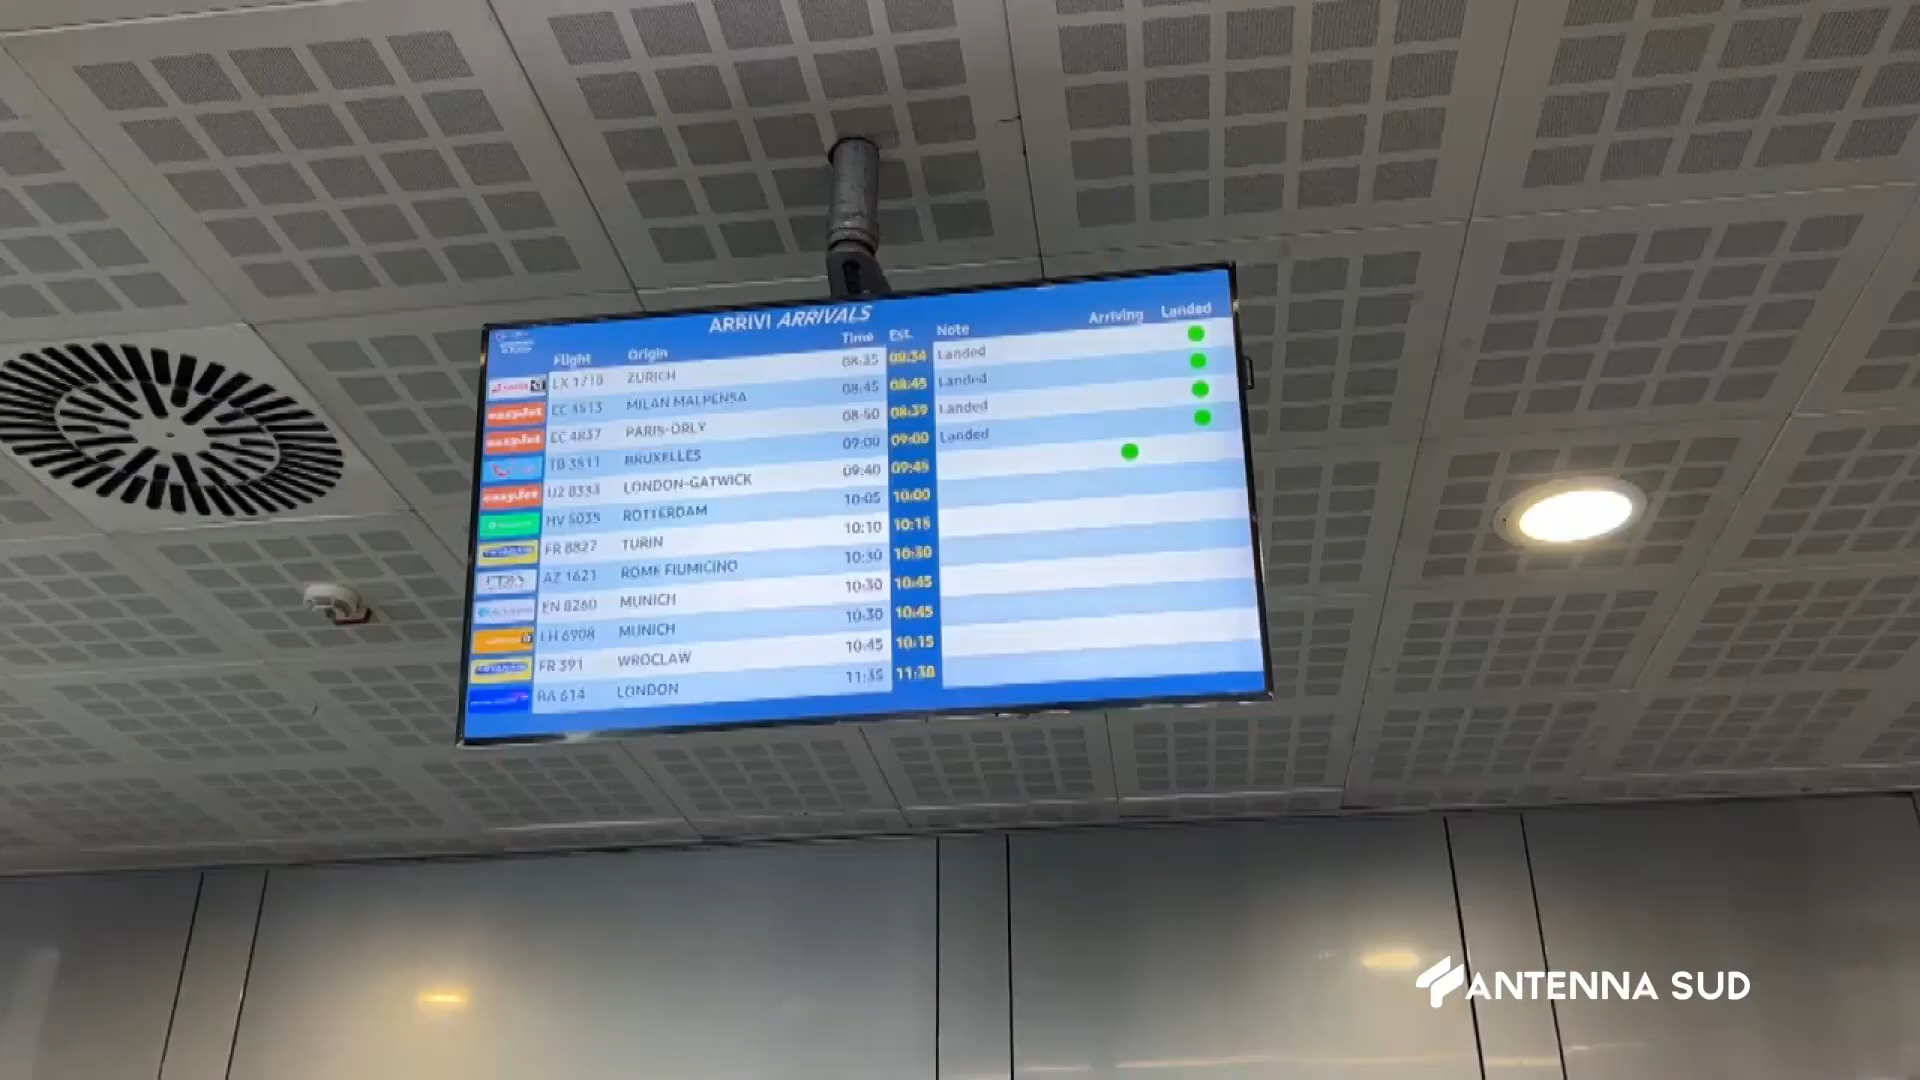 ARRIVI ARRIVALS
Flight Origin Time Est. Note Arriving Landed
LX 1710 ZURICH 08:35 08:34 Landed
easyJet EC 3513 MILAN MALPENSA 08:45 08:45 Landed
easyJet EC 4837 PARIS-ORLY 08:50 08:39 Landed
TB 3511 BRUXELLES 09:00 09:00 Landed
easyJet U2 8333 LONDON-GATWICK 09:40 09:45
HV 5035 ROTTERDAM 10:05 10:00
FR 8827 TURIN 10:10 10:15
AZ 1621 ROME FIUMICINO 10:30 10:30
EN 8260 MUNICH 10:30 10:45
LH 6908 MUNICH 10:30 10:45
FR 391 WROCLAW 10:45 10:15
BA 614 LONDON 11:35 11:30
ANTENNA SUD